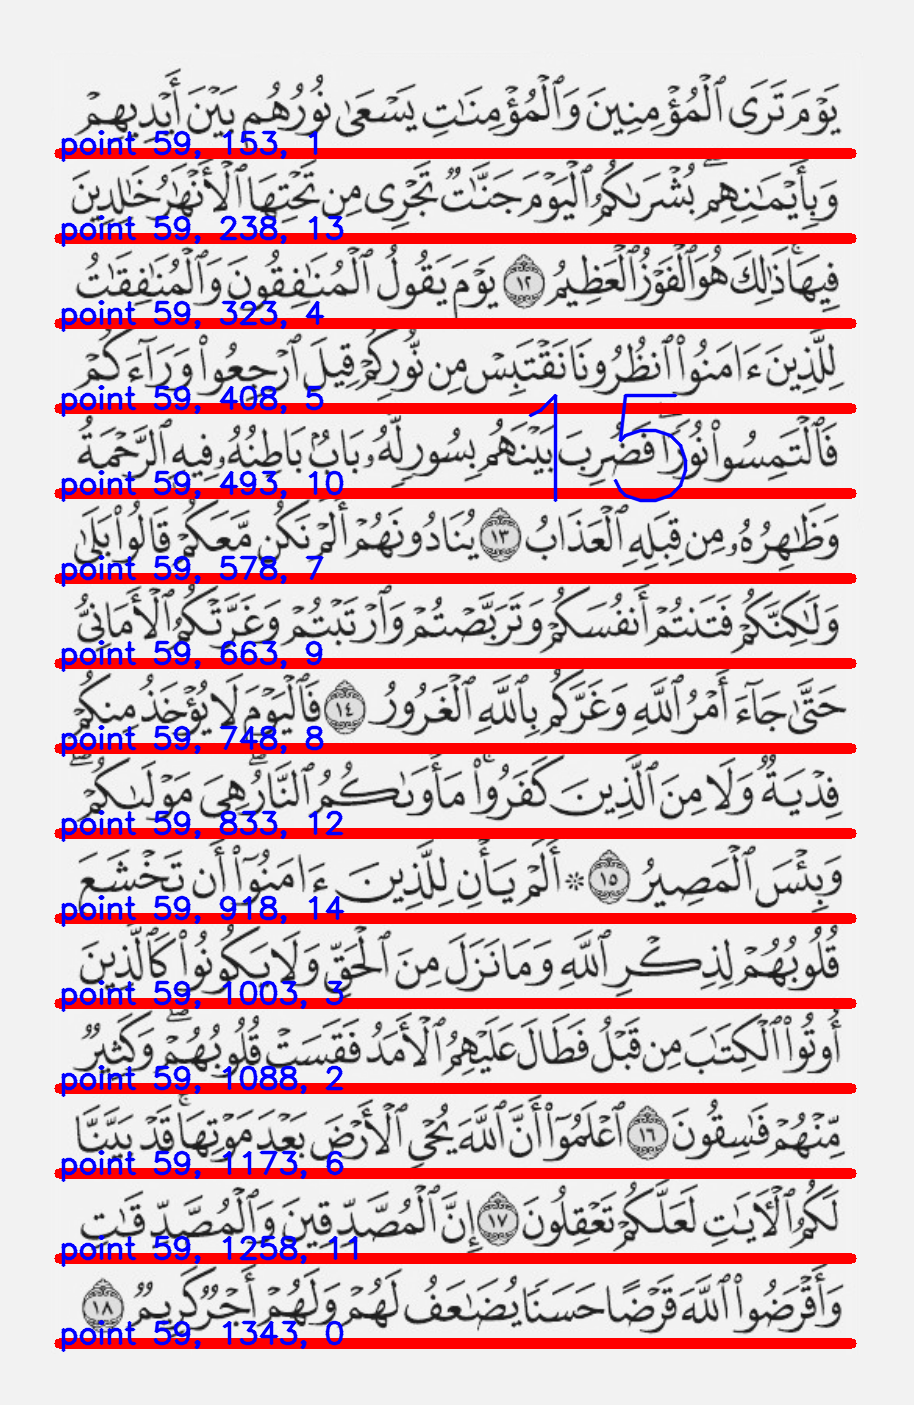 يَوْمَ تَرَى ٱلْمُؤْمِنِينَ وَٱلْمُؤْمِنَٰتِ يَسْعَىٰ نُورُهُم بَيْنَ أَيْدِيهِمْ
point 59, 153, 1
وَبِأَيْمَٰنِهِم ۖ بُشْرَىٰكُمُ ٱلْيَوْمَ جَنَّٰتٌ تَجْرِى مِن تَحْتِهَا ٱلْأَنْهَٰرُ خَٰلِدِينَ
point 59, 238, 13
فِيهَا ۚ ذَٰلِكَ هُوَ ٱلْفَوْزُ ٱلْعَظِيمُ ١٢ يَوْمَ يَقُولُ ٱلْمُنَٰفِقُونَ وَٱلْمُنَٰفِقَٰتُ
point 59, 323, 4
لِلَّذِينَ ءَامَنُوا۟ ٱنظُرُونَا نَقْتَبِسْ مِن نُّورِكُمْ قِيلَ ٱرْجِعُوا۟ وَرَآءَكُمْ
point 59, 408, 5
15
فَٱلْتَمِسُوا۟ نُورًا ۖ فَضُرِبَ بَيْنَهُم بِسُورٍ لَّهُۥ بَابٌۢ بَاطِنُهُۥ فِيهِ ٱلرَّحْمَةُ
point 59, 493, 10
وَظَٰهِرُهُۥ مِن قِبَلِهِ ٱلْعَذَابُ ١٣ يُنَادُونَهُمْ أَلَمْ نَكُن مَّعَكُمْ قَالُوا۟ بَلَىٰ
point 59, 578, 7
وَلَٰكِنَّكُمْ فَتَنتُمْ أَنفُسَكُمْ وَتَرَبَّصْتُمْ وَٱرْتَبْتُمْ وَغَرَّتْكُمُ ٱلْأَمَانِىُّ
point 59, 663, 9
حَتَّىٰ جَآءَ أَمْرُ ٱللَّهِ وَغَرَّكُم بِٱللَّهِ ٱلْغَرُورُ ١٤ فَٱلْيَوْمَ لَا يُؤْخَذُ مِنكُمْ
point 59, 748, 8
فِدْيَةٌ وَلَا مِنَ ٱلَّذِينَ كَفَرُوا۟ ۚ مَأْوَىٰكُمُ ٱلنَّارُ ۖ هِىَ مَوْلَىٰكُمْ ۖ
point 59, 833, 12
وَبِئْسَ ٱلْمَصِيرُ ١٥ ۞ أَلَمْ يَأْنِ لِلَّذِينَ ءَامَنُوٓا۟ أَن تَخْشَعَ
point 59, 918, 14
قُلُوبُهُمْ لِذِكْرِ ٱللَّهِ وَمَا نَزَلَ مِنَ ٱلْحَقِّ وَلَا يَكُونُوا۟ كَٱلَّذِينَ
point 59, 1003, 3
أُوتُوا۟ ٱلْكِتَٰبَ مِن قَبْلُ فَطَالَ عَلَيْهِمُ ٱلْأَمَدُ فَقَسَتْ قُلُوبُهُمْ ۖ وَكَثِيرٌ
point 59, 1088, 2
مِّنْهُمْ فَٰسِقُونَ ١٦ ٱعْلَمُوٓا۟ أَنَّ ٱللَّهَ يُحْىِ ٱلْأَرْضَ بَعْدَ مَوْتِهَا ۚ قَدْ بَيَّنَّا
point 59, 1173, 6
لَكُمُ ٱلْءَايَٰتِ لَعَلَّكُمْ تَعْقِلُونَ ١٧ إِنَّ ٱلْمُصَّدِّقِينَ وَٱلْمُصَّدِّقَٰتِ
point 59, 1258, 11
وَأَقْرَضُوا۟ ٱللَّهَ قَرْضًا حَسَنًا يُضَٰعَفُ لَهُمْ وَلَهُمْ أَجْرٌ كَرِيمٌ ١٨
point 59, 1343, 0